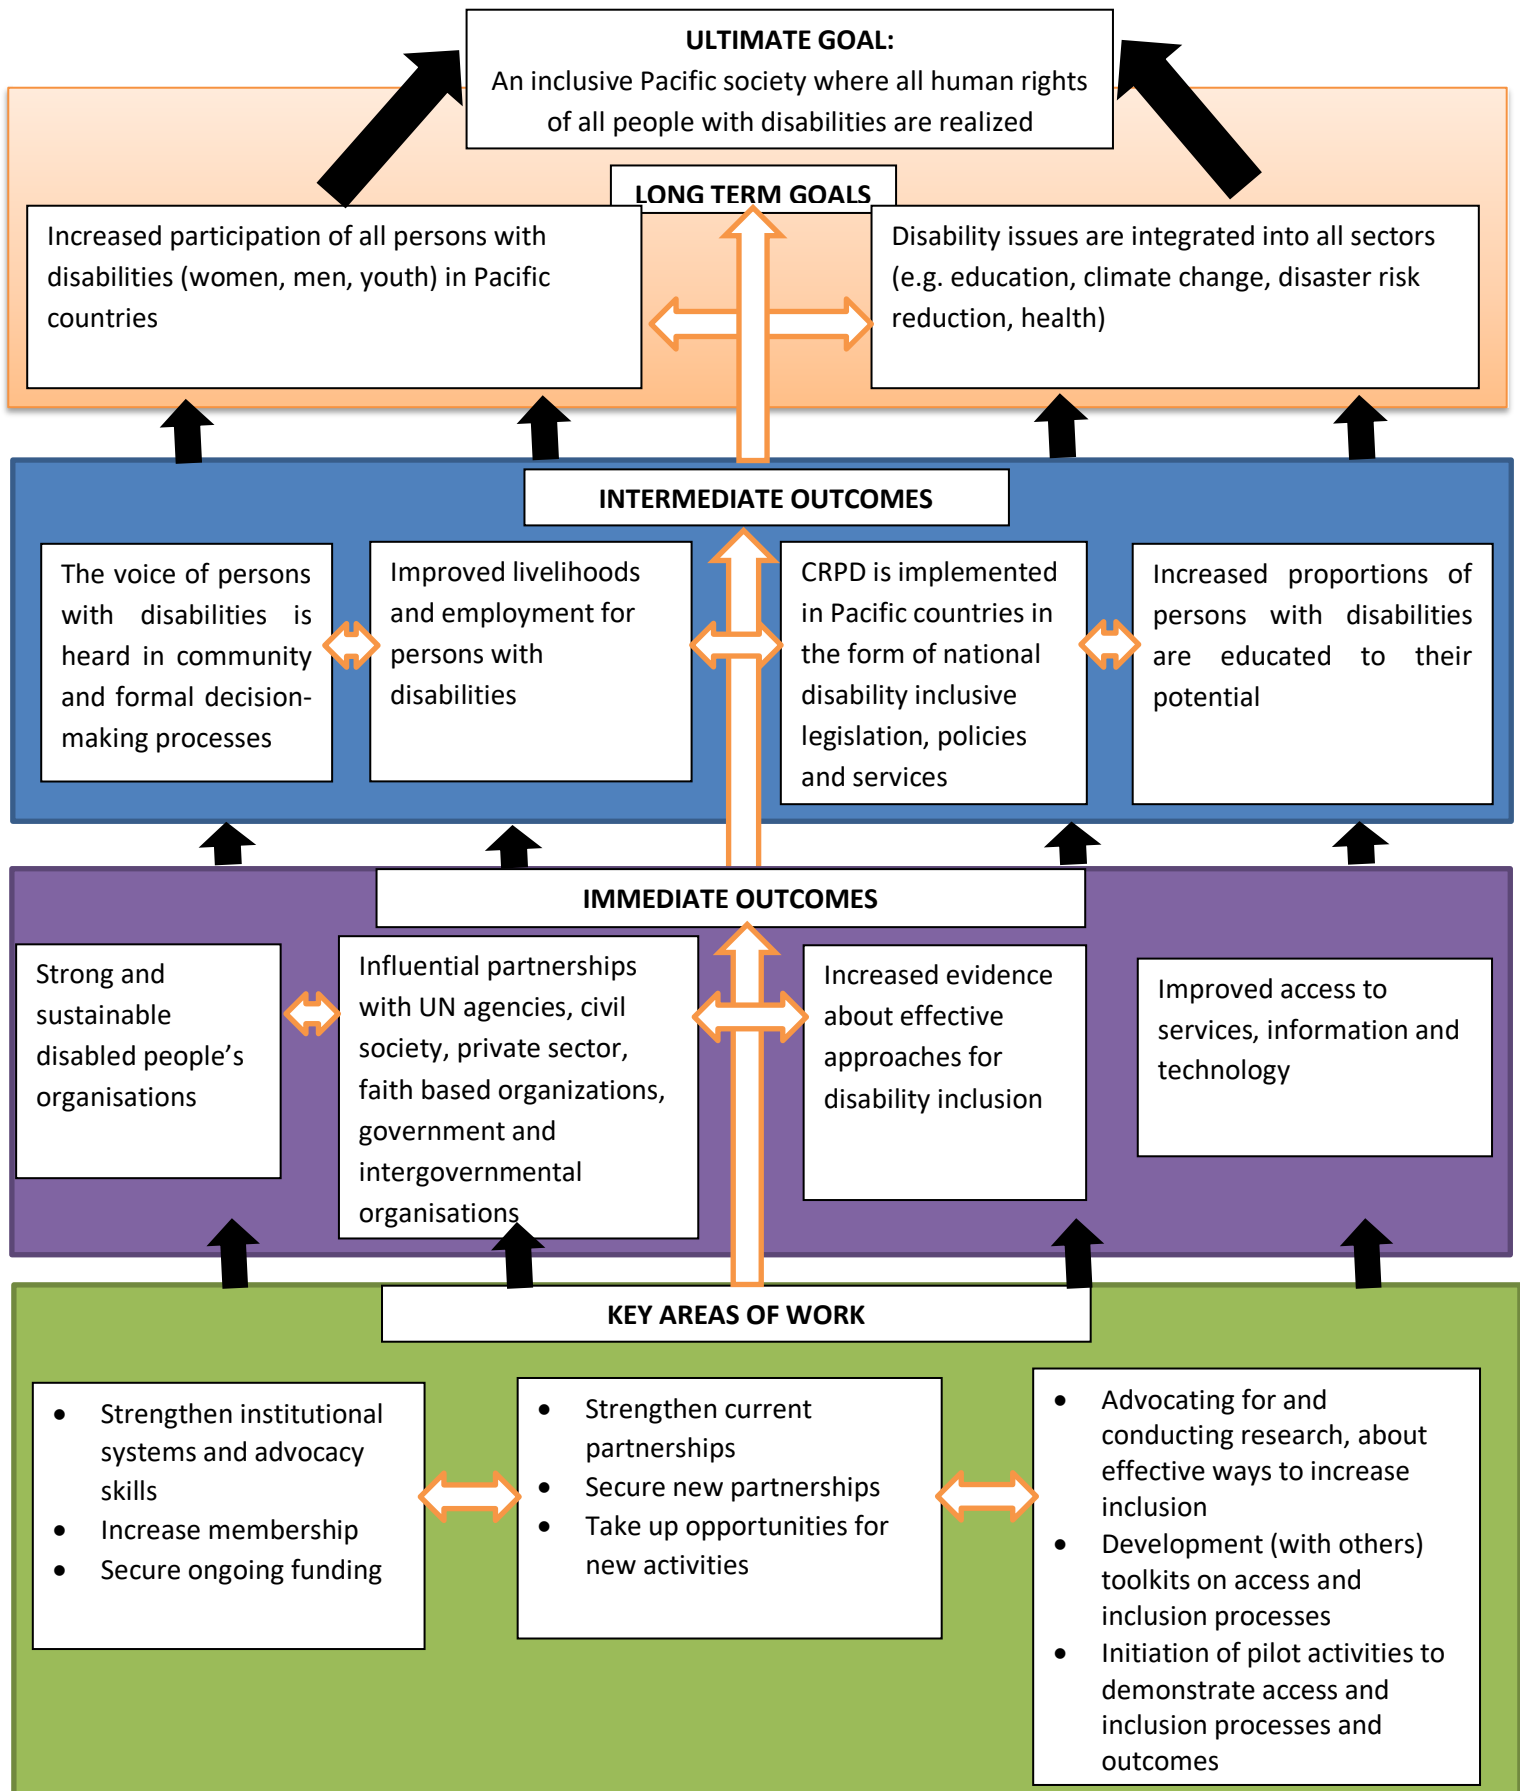 ULTIMATE GOAL:
An inclusive Pacific society where all human rights
of all people with disabilities are realized
LONG TERM GOALS
Increased participation of all persons with
disabilities (women, men, youth) in Pacific
countries
Disability issues are integrated into all sectors
(e.g. education, climate change, disaster risk
reduction, health)
INTERMEDIATE OUTCOMES
The voice of persons
with disabilities is
heard in community
and formal decision-
making processes
Improved livelihoods
and employment for
persons with
disabilities
CRPD is implemented
in Pacific countries in
the form of national
disability inclusive
legislation, policies
and services
Increased proportions of
persons with disabilities
are educated to their
potential
IMMEDIATE OUTCOMES
Strong and
sustainable
disabled people’s
organisations
Influential partnerships
with UN agencies, civil
society, private sector,
faith based organizations,
government and
intergovernmental
organisations
Increased evidence
about effective
approaches for
disability inclusion
Improved access to
services, information and
technology
KEY AREAS OF WORK
• Strengthen institutional
systems and advocacy
skills
• Increase membership
• Secure ongoing funding
• Strengthen current
partnerships
• Secure new partnerships
• Take up opportunities for
new activities
• Advocating for and
conducting research, about
effective ways to increase
inclusion
• Development (with others)
toolkits on access and
inclusion processes
• Initiation of pilot activities to
demonstrate access and
inclusion processes and
outcomes